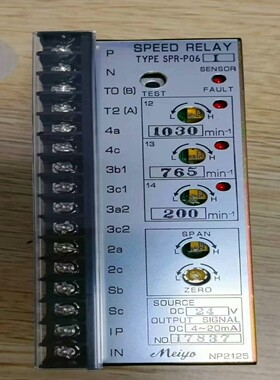 SPEED RELAY
TYPE SPR-P06 I
SENSOR
TEST FAULT
P
N
T0 (B)
T2 (A)
4a
4c
3b1
3c1
3a2
3c2
2a
2c
Sb
Sc
IP
IN
12
L H
1030 min-1
13
L H
765 min-1
14
L H
200 min-1
SPAN
L H
ZERO
SOURCE
DC 24 V
OUTPUT SIGNAL
DC 4~20mA
NO 17837
Meiyo NP2125